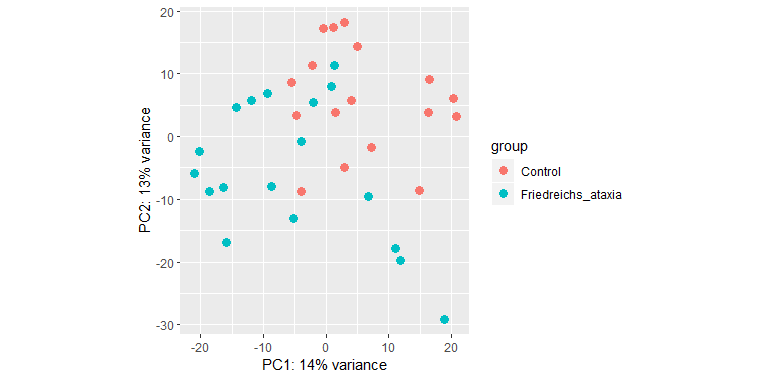 20
10
0
-10
-20
-30
PC2: 13% variance
-20
-10
0
10
20
PC1: 14% variance
group
Control
Friedreichs_ataxia